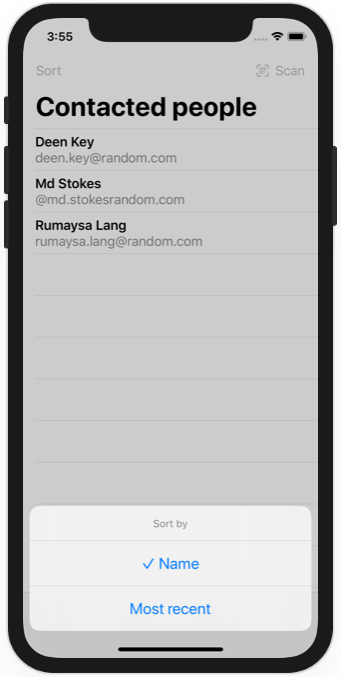 3:55
Sort
Scan
Contacted people
Deen Key
deen.key@random.com
Md Stokes
@md.stokesrandom.com
Rumaysa Lang
rumaysa.lang@random.com
Sort by
✓ Name
Most recent